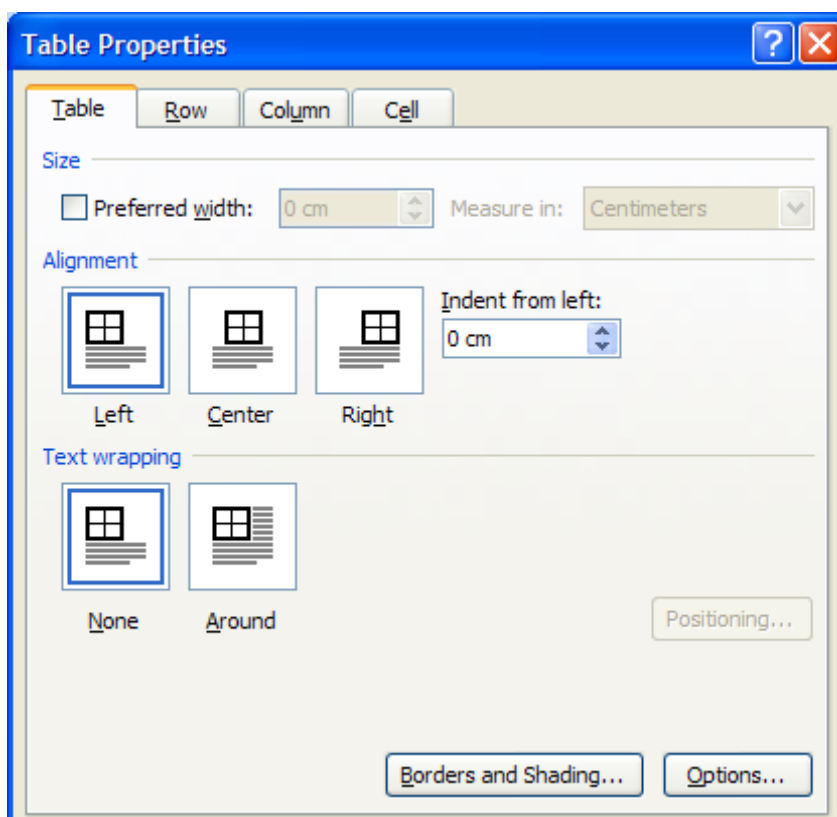 Table Properties
Table Row Column Cell
Size
Preferred width: 0 cm Measure in: Centimeters
Alignment
Indent from left:
0 cm
Left Center Right
Text wrapping
None Around
Positioning...
Borders and Shading... Options...